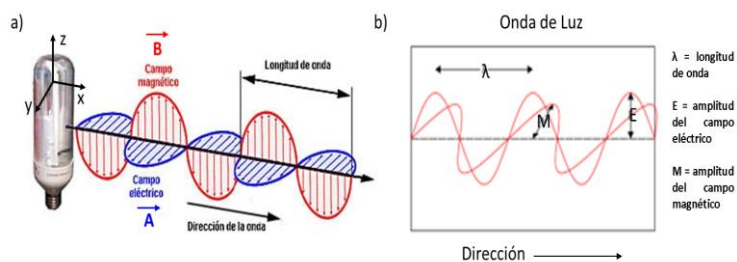 a)
z
x
y
B
Campo
magnético
Longitud de onda
Campo
eléctrico
A
Dirección de la onda
b)
Onda de Luz
λ
M
E
λ = longitud
de onda
E = amplitud
del campo
eléctrico
M = amplitud
del campo
magnético
Dirección